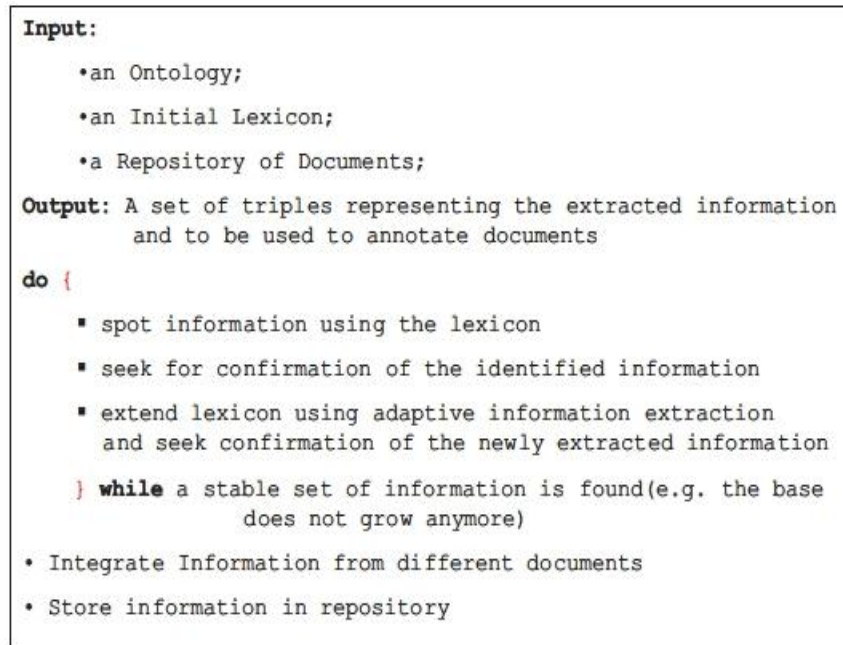 Input:
•an Ontology;
•an Initial Lexicon;
•a Repository of Documents;
Output: A set of triples representing the extracted information
and to be used to annotate documents
do {
▪ spot information using the lexicon
▪ seek for confirmation of the identified information
▪ extend lexicon using adaptive information extraction
and seek confirmation of the newly extracted information
} while a stable set of information is found(e.g. the base
does not grow anymore)
• Integrate Information from different documents
• Store information in repository